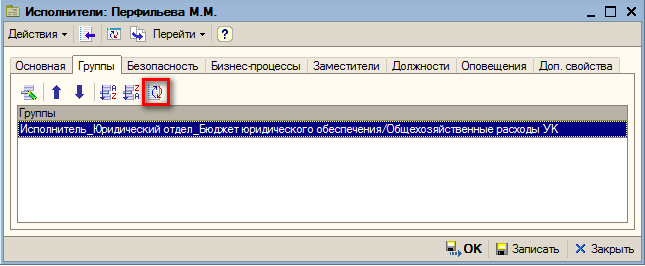 Исполнители: Перфильева М.М.
Действия Перейти ?
Основная Группы Безопасность Бизнес-процессы Заместители Должности Оповещения Доп. свойства
Группы
Исполнитель_Юридический отдел_Бюджет юридического обеспечения/Общехозяйственные расходы УК
OK Записать Закрыть